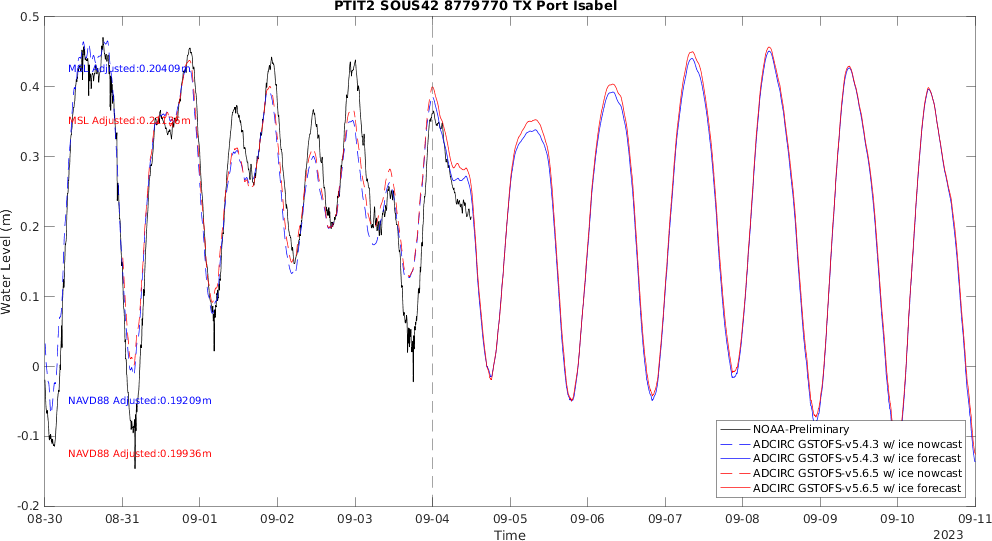 PTIT2 SOUS42 8779770 TX Port Isabel
0.5
0.4
0.3
0.2
0.1
0
-0.1
-0.2
Water Level (m)
MSL Adjusted:0.20409m
MSL
NAVD88 Adjusted:0.19209m
NAVD88 Adjusted:0.19936m
NOAA-Preliminary
ADCIRC GSTOFS-v5.4.3 w/ ice nowcast
ADCIRC GSTOFS-v5.4.3 w/ ice forecast
ADCIRC GSTOFS-v5.6.5 w/ ice nowcast
ADCIRC GSTOFS-v5.6.5 w/ ice forecast
08-30 08-31 09-01 09-02 09-03 09-04 09-05 09-06 09-07 09-08 09-09 09-10 09-11
Time
2023